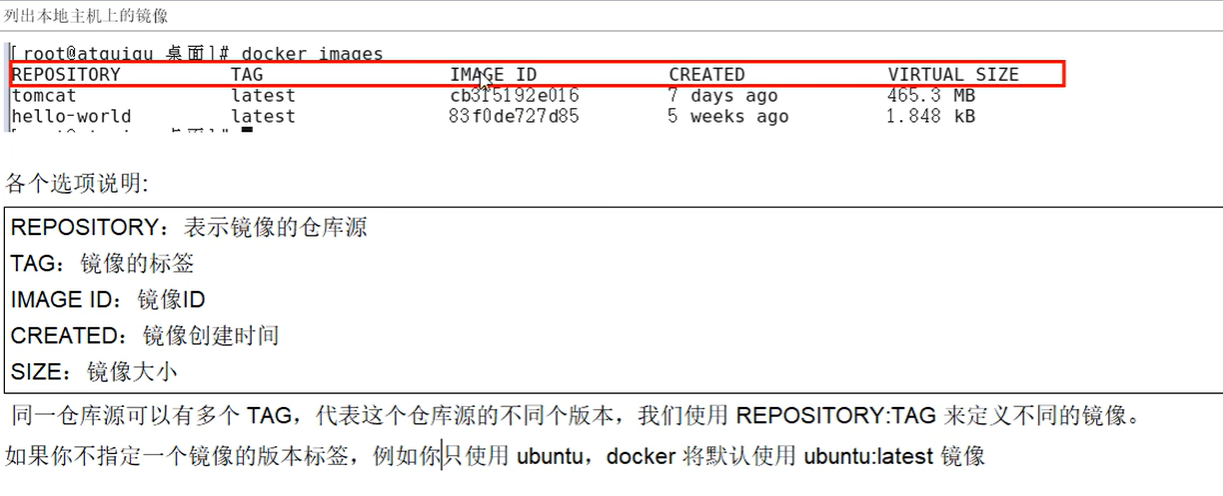 列出本地主机上的镜像
[root@atguigu 桌面]# docker images
REPOSITORY TAG IMAGE ID CREATED VIRTUAL SIZE
tomcat latest cb3f5192e016 7 days ago 465.3 MB
hello-world latest 83f0de727d85 5 weeks ago 1.848 kB
[root@atguigu 桌面]#
各个选项说明:
REPOSITORY：表示镜像的仓库源
TAG：镜像的标签
IMAGE ID：镜像ID
CREATED：镜像创建时间
SIZE：镜像大小
同一仓库源可以有多个 TAG，代表这个仓库源的不同个版本，我们使用 REPOSITORY:TAG 来定义不同的镜像。
如果你不指定一个镜像的版本标签，例如你只使用 ubuntu，docker 将默认使用 ubuntu:latest 镜像